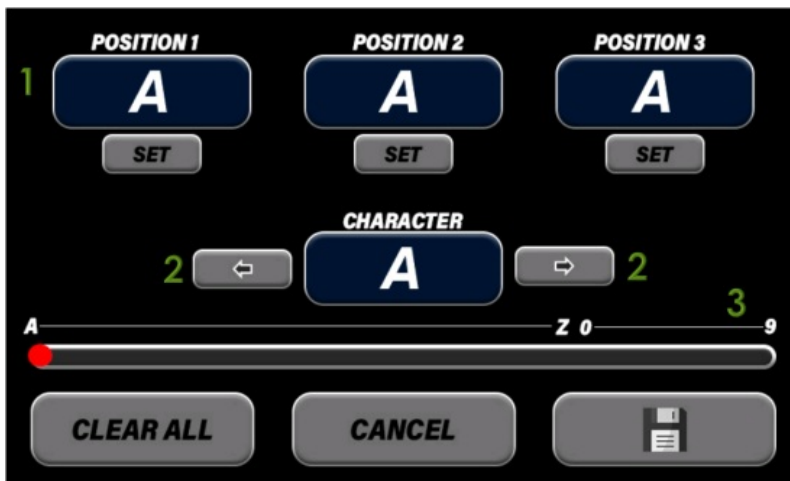 POSITION 1 POSITION 2 POSITION 3
1 A A A
SET SET SET
CHARACTER
2 A 2
3
A Z 0 9
CLEAR ALL CANCEL